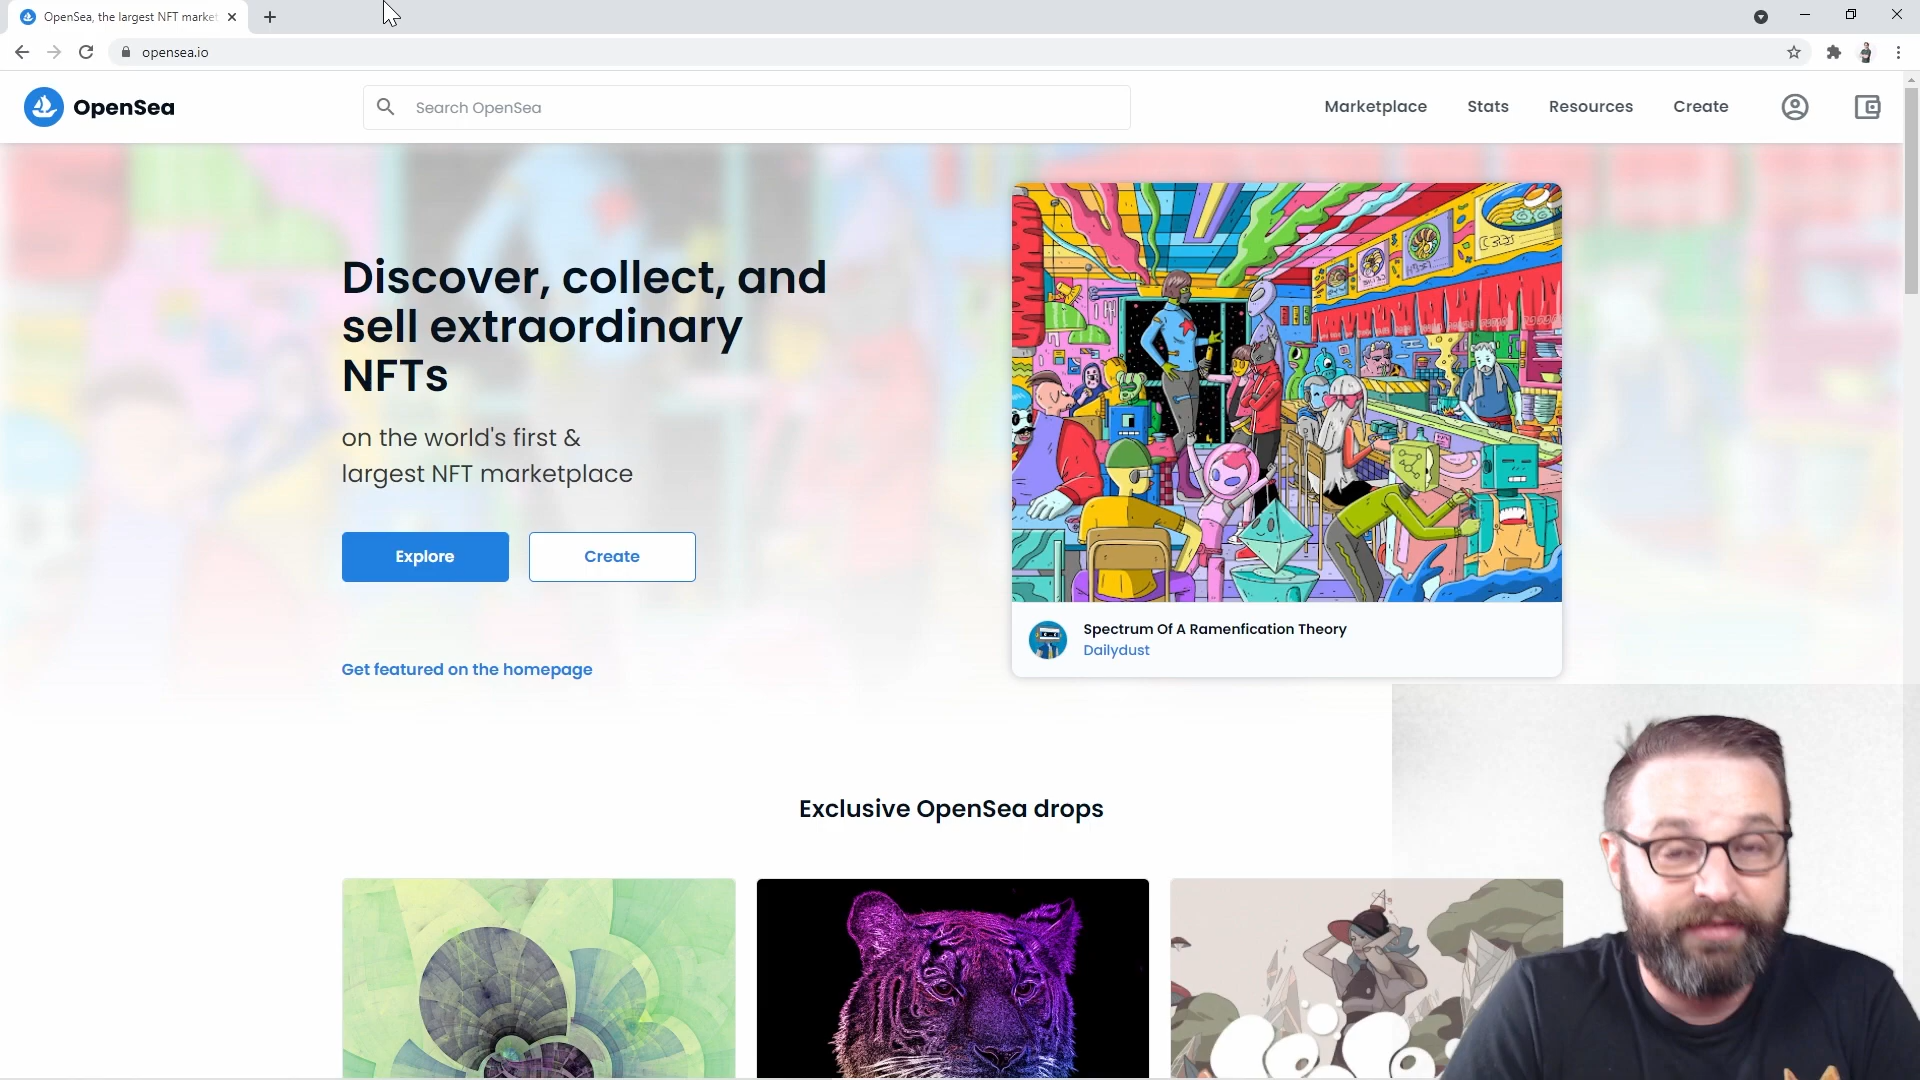 OpenSea, the largest NFT market
opensea.io
OpenSea
Search OpenSea
Marketplace
Stats
Resources
Create
Discover, collect, and
sell extraordinary
NFTs
on the world's first &
largest NFT marketplace
Explore
Create
Get featured on the homepage
Spectrum Of A Ramenfication Theory
Dailydust
Exclusive OpenSea drops